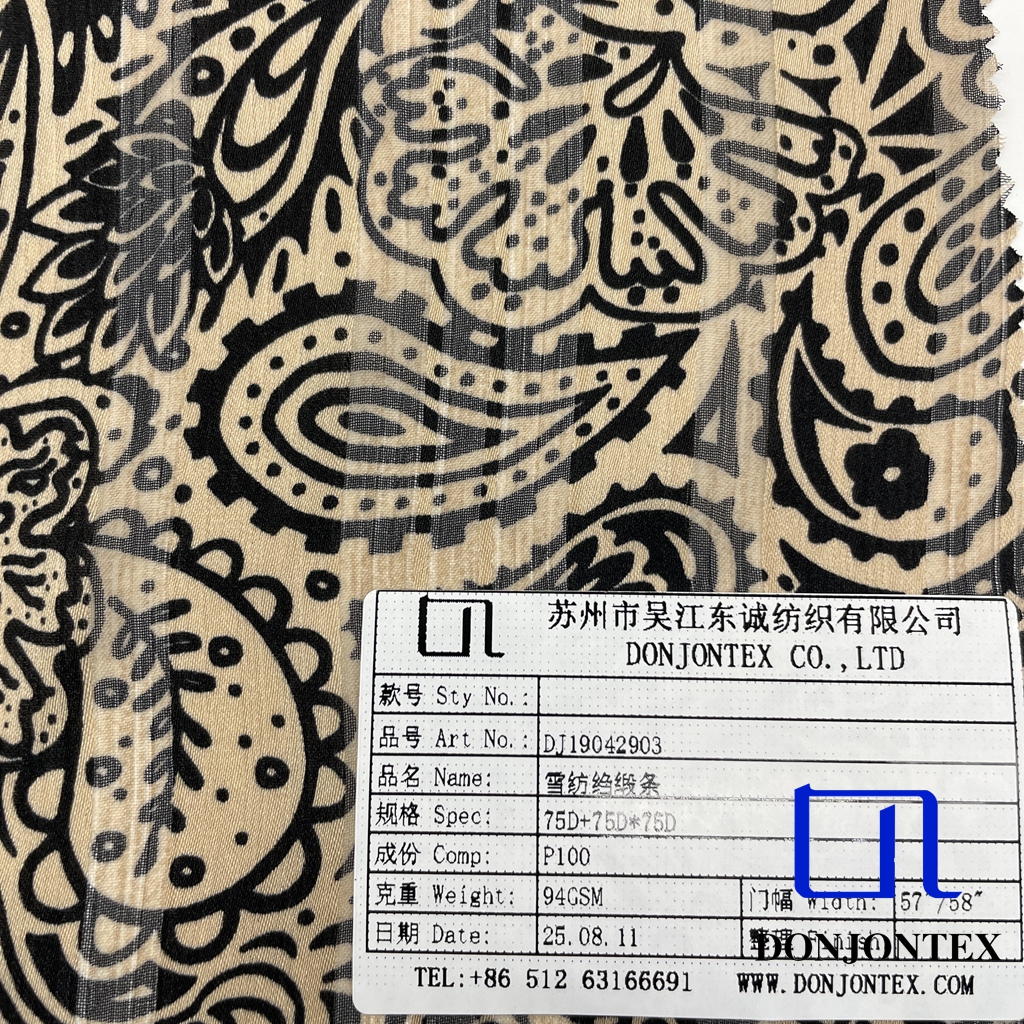 苏州市吴江东诚纺织有限公司
DONJONTEX CO.,LTD
款号 Sty No.:
品号 Art No.: DJ19042903
品名 Name: 雪纺绉缎条
规格 Spec: 75D+75D*75D
成份 Comp: P100
克重 Weight: 94GSM 门幅 Width: 57"/58"
日期 Date: 25.08.11 整理 Finish
DONJONTEX
TEL:+86 512 63166691 WWW.DONJONTEX.COM